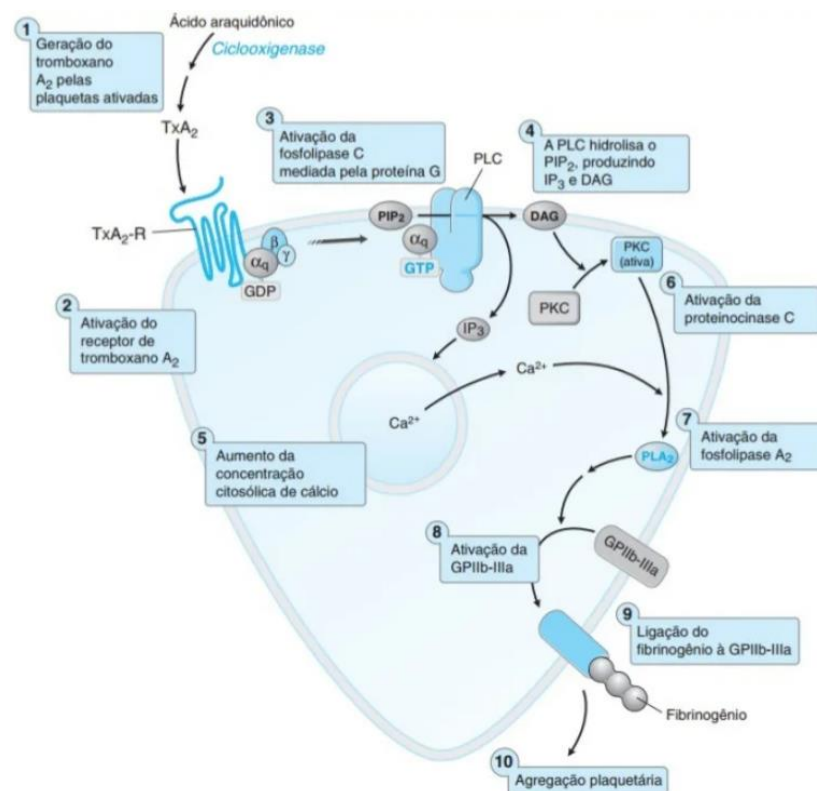 Ácido araquidônico
1
Geração do
tromboxano
A₂ pelas
plaquetas ativadas
Ciclooxigenase
TxA₂
3
Ativação da
fosfolipase C
mediada pela proteína G
PLC
4
A PLC hidrolisa o
PIP₂, produzindo
IP₃ e DAG
TxA₂-R
β
γ
αq
GDP
PIP₂
αq
GTP
DAG
PKC
(ativa)
PKC
6
Ativação da
proteinocinase C
2
Ativação do
receptor de
tromboxano A₂
IP₃
Ca²⁺
Ca²⁺
5
Aumento da
concentração
citosólica de cálcio
7
Ativação da
fosfolipase A₂
PLA₂
8
Ativação da
GPIIb-IIIa
GPIIb-IIIa
9
Ligação do
fibrinogênio à GPIIb-IIIa
Fibrinogênio
10
Agregação plaquetária